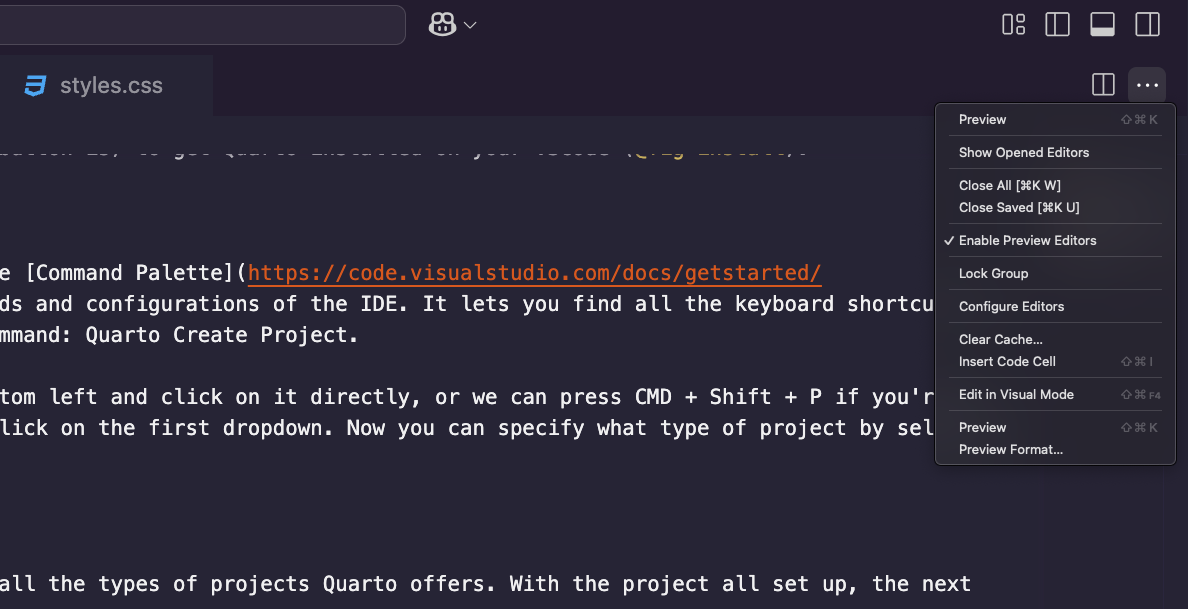 styles.css
e [Command Palette](https://code.visualstudio.com/docs/getstarted/
ds and configurations of the IDE. It lets you find all the keyboard shortcu
mmand: Quarto Create Project.
tom left and click on it directly, or we can press CMD + Shift + P if you'r
lick on the first dropdown. Now you can specify what type of project by sel
all the types of projects Quarto offers. With the project all set up, the next
Preview ⇧⌘K
Show Opened Editors
Close All [⌘K W]
Close Saved [⌘K U]
✓ Enable Preview Editors
Lock Group
Configure Editors
Clear Cache...
Insert Code Cell ⇧⌘I
Edit in Visual Mode ⇧⌘F4
Preview ⇧⌘K
Preview Format...